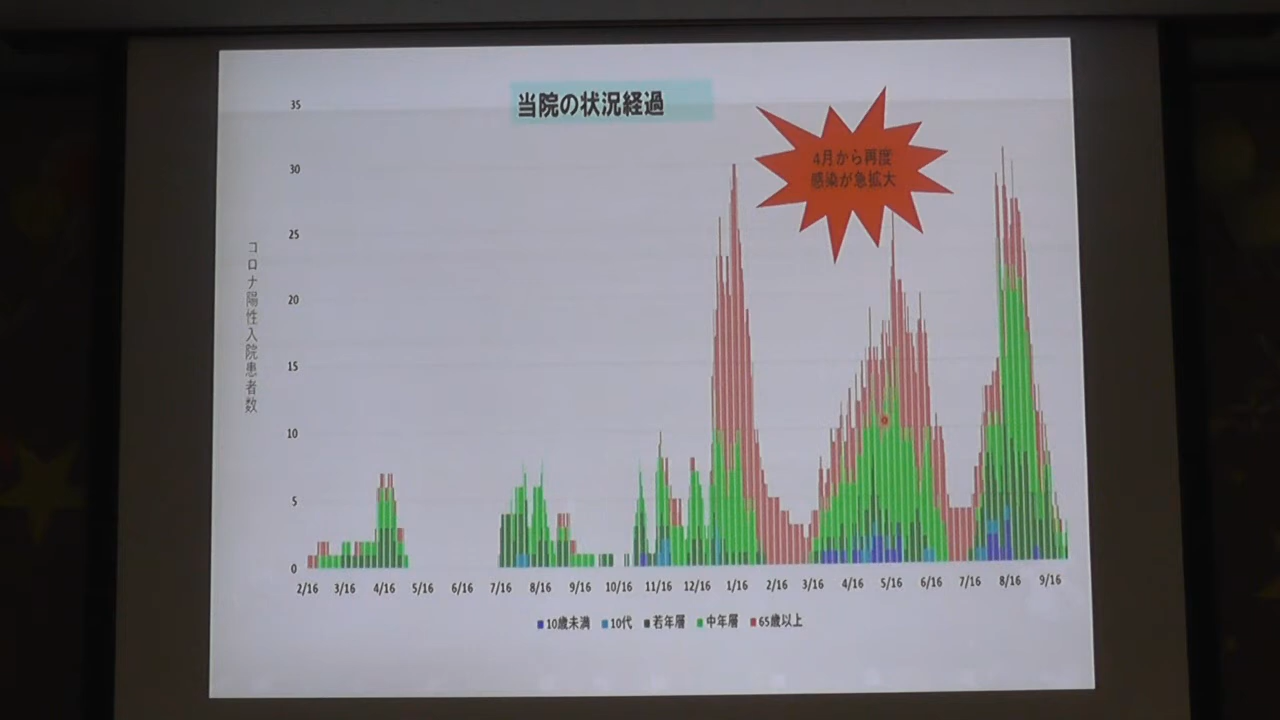 当院の状況経過
4月から再度
感染が急拡大
コロナ陽性入院患者数
35
30
25
20
15
10
5
0
2/16 3/16 4/16 5/16 6/16 7/16 8/16 9/16 10/16 11/16 12/16 1/16 2/16 3/16 4/16 5/16 6/16 7/16 8/16 9/16
10歳未満 10代 若年層 中年層 65歳以上